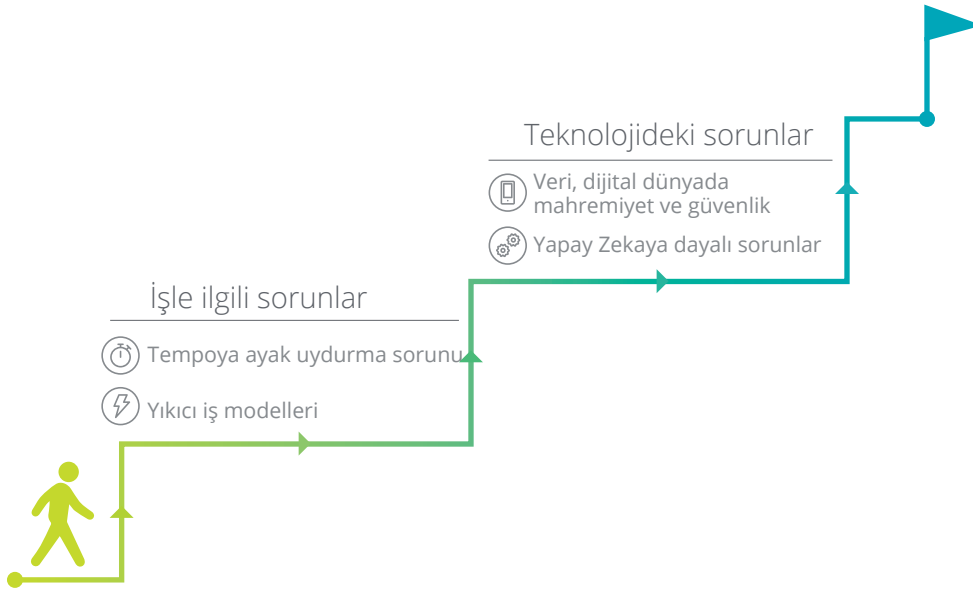 Teknolojideki sorunlar
Veri, dijital dünyada
mahremiyet ve güvenlik
Yapay Zekaya dayalı sorunlar
İşle ilgili sorunlar
Tempoya ayak uydurma sorunu
Yıkıcı iş modelleri